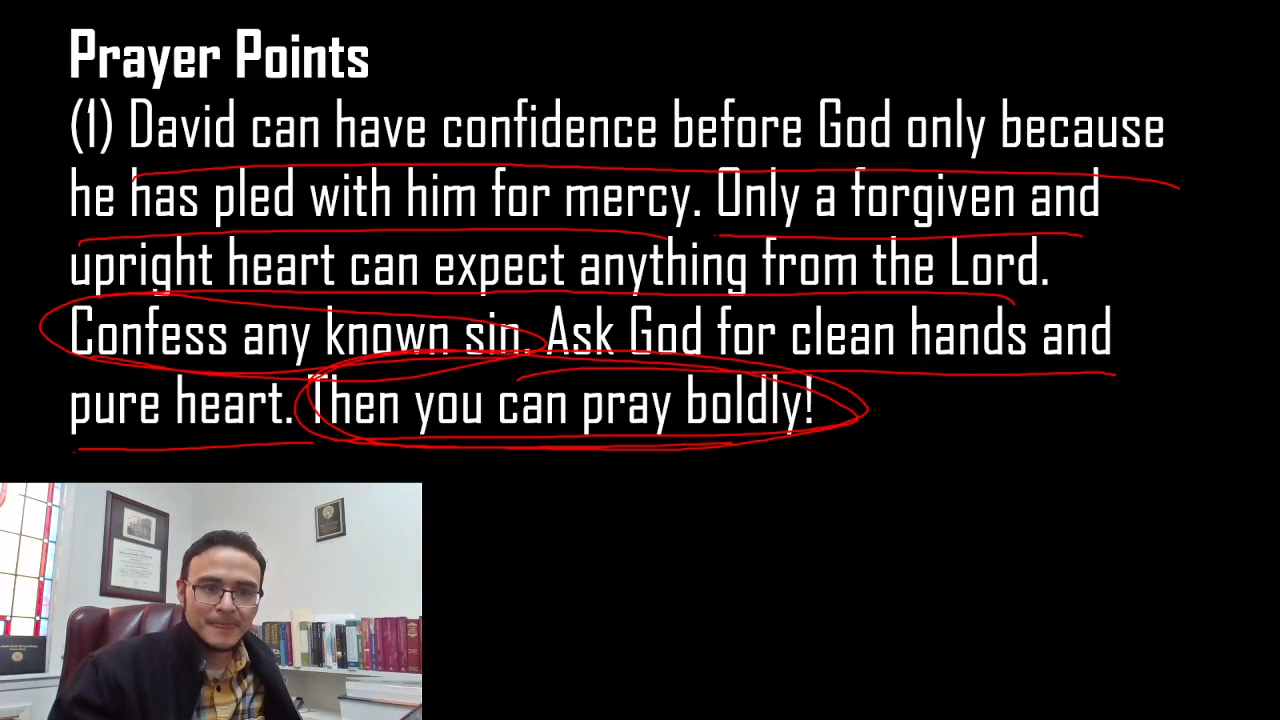 Prayer Points
(1) David can have confidence before God only because
he has pled with him for mercy. Only a forgiven and
upright heart can expect anything from the Lord.
Confess any known sin. Ask God for clean hands and
pure heart. Then you can pray boldly!